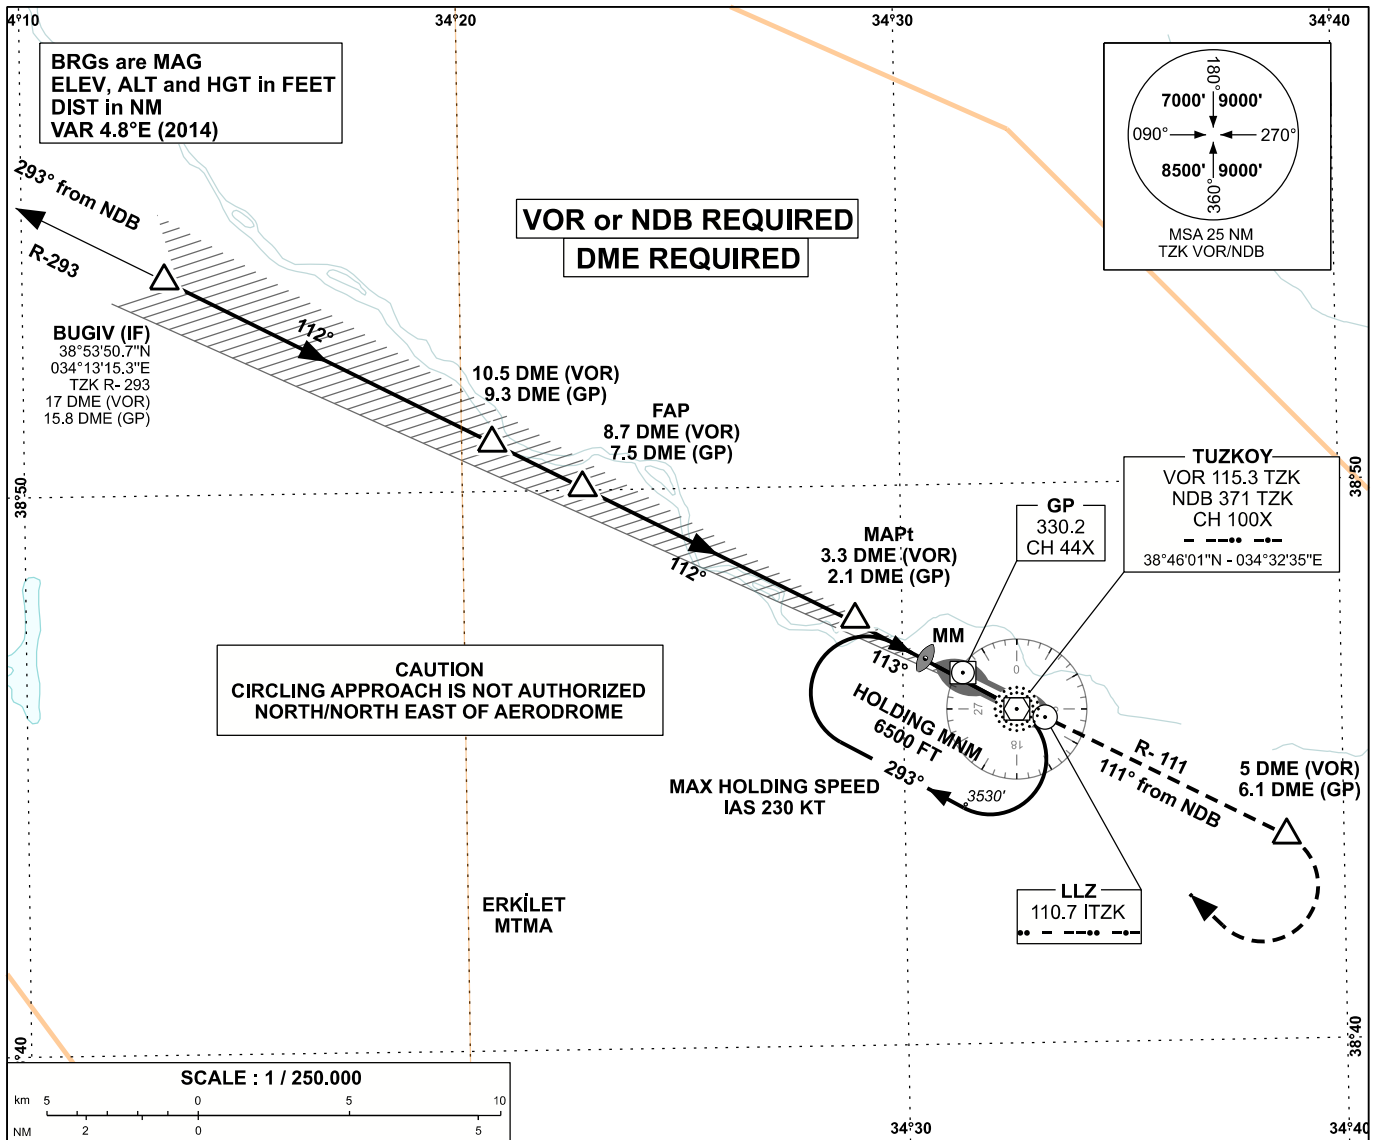 34°10
34°20
34°30
34°40
BRGs are MAG
ELEV, ALT and HGT in FEET
DIST in NM
VAR 4.8°E (2014)
180°
7000' 9000'
090° 270°
8500' 9000'
360°
MSA 25 NM
TZK VOR/NDB
293° from NDB
R-293
VOR or NDB REQUIRED
DME REQUIRED
BUGIV (IF)
38°53'50.7"N
034°13'15.3"E
TZK R- 293
17 DME (VOR)
15.8 DME (GP)
112°
10.5 DME (VOR)
9.3 DME (GP)
FAP
8.7 DME (VOR)
7.5 DME (GP)
TUZKOY
VOR 115.3 TZK
NDB 371 TZK
CH 100X
38°46'01"N - 034°32'35"E
38°50
38°50
GP
330.2
CH 44X
MAPt
3.3 DME (VOR)
2.1 DME (GP)
112°
MM
113°
0
27
18
CAUTION
CIRCLING APPROACH IS NOT AUTHORIZED
NORTH/NORTH EAST OF AERODROME
HOLDING MNM
6500 FT
293°
3530'
MAX HOLDING SPEED
IAS 230 KT
R- 111
111° from NDB
5 DME (VOR)
6.1 DME (GP)
LLZ
110.7 ITZK
ERKİLET
MTMA
°40
38°40
SCALE : 1 / 250.000
km 5 0 5 10
NM 2 0 5
34°30
34°40